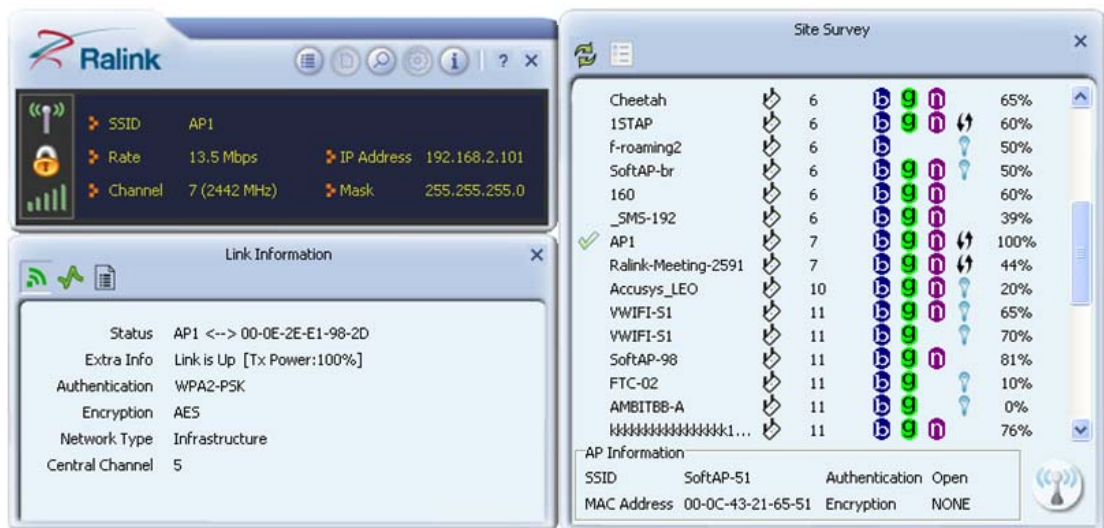 Ralink
? ×
SSID AP1
Rate 13.5 Mbps IP Address 192.168.2.101
Channel 7 (2442 MHz) Mask 255.255.255.0
Link Information
Status AP1 <--> 00-0E-2E-E1-98-2D
Extra Info Link is Up [Tx Power:100%]
Authentication WPA2-PSK
Encryption AES
Network Type Infrastructure
Central Channel 5
Site Survey
Cheetah 6 b g n 65%
1STAP 6 b g n 60%
f-roaming2 6 b 50%
SoftAP-br 6 b g n 50%
160 6 b g n 60%
_SMS-192 6 b g n 39%
AP1 7 b g n 100%
Ralink-Meeting-2591 7 b g n 44%
Accusys_LEO 10 b g n 20%
VWIFI-S1 11 b g n 65%
VWIFI-S1 11 b g 70%
SoftAP-98 11 b g n 81%
FTC-02 11 b g 10%
AMBITBB-A 11 b g 0%
kkkkkkkkkkkkkkkk1... 11 b g n 76%
AP Information
SSID SoftAP-51 Authentication Open
MAC Address 00-0C-43-21-65-51 Encryption NONE